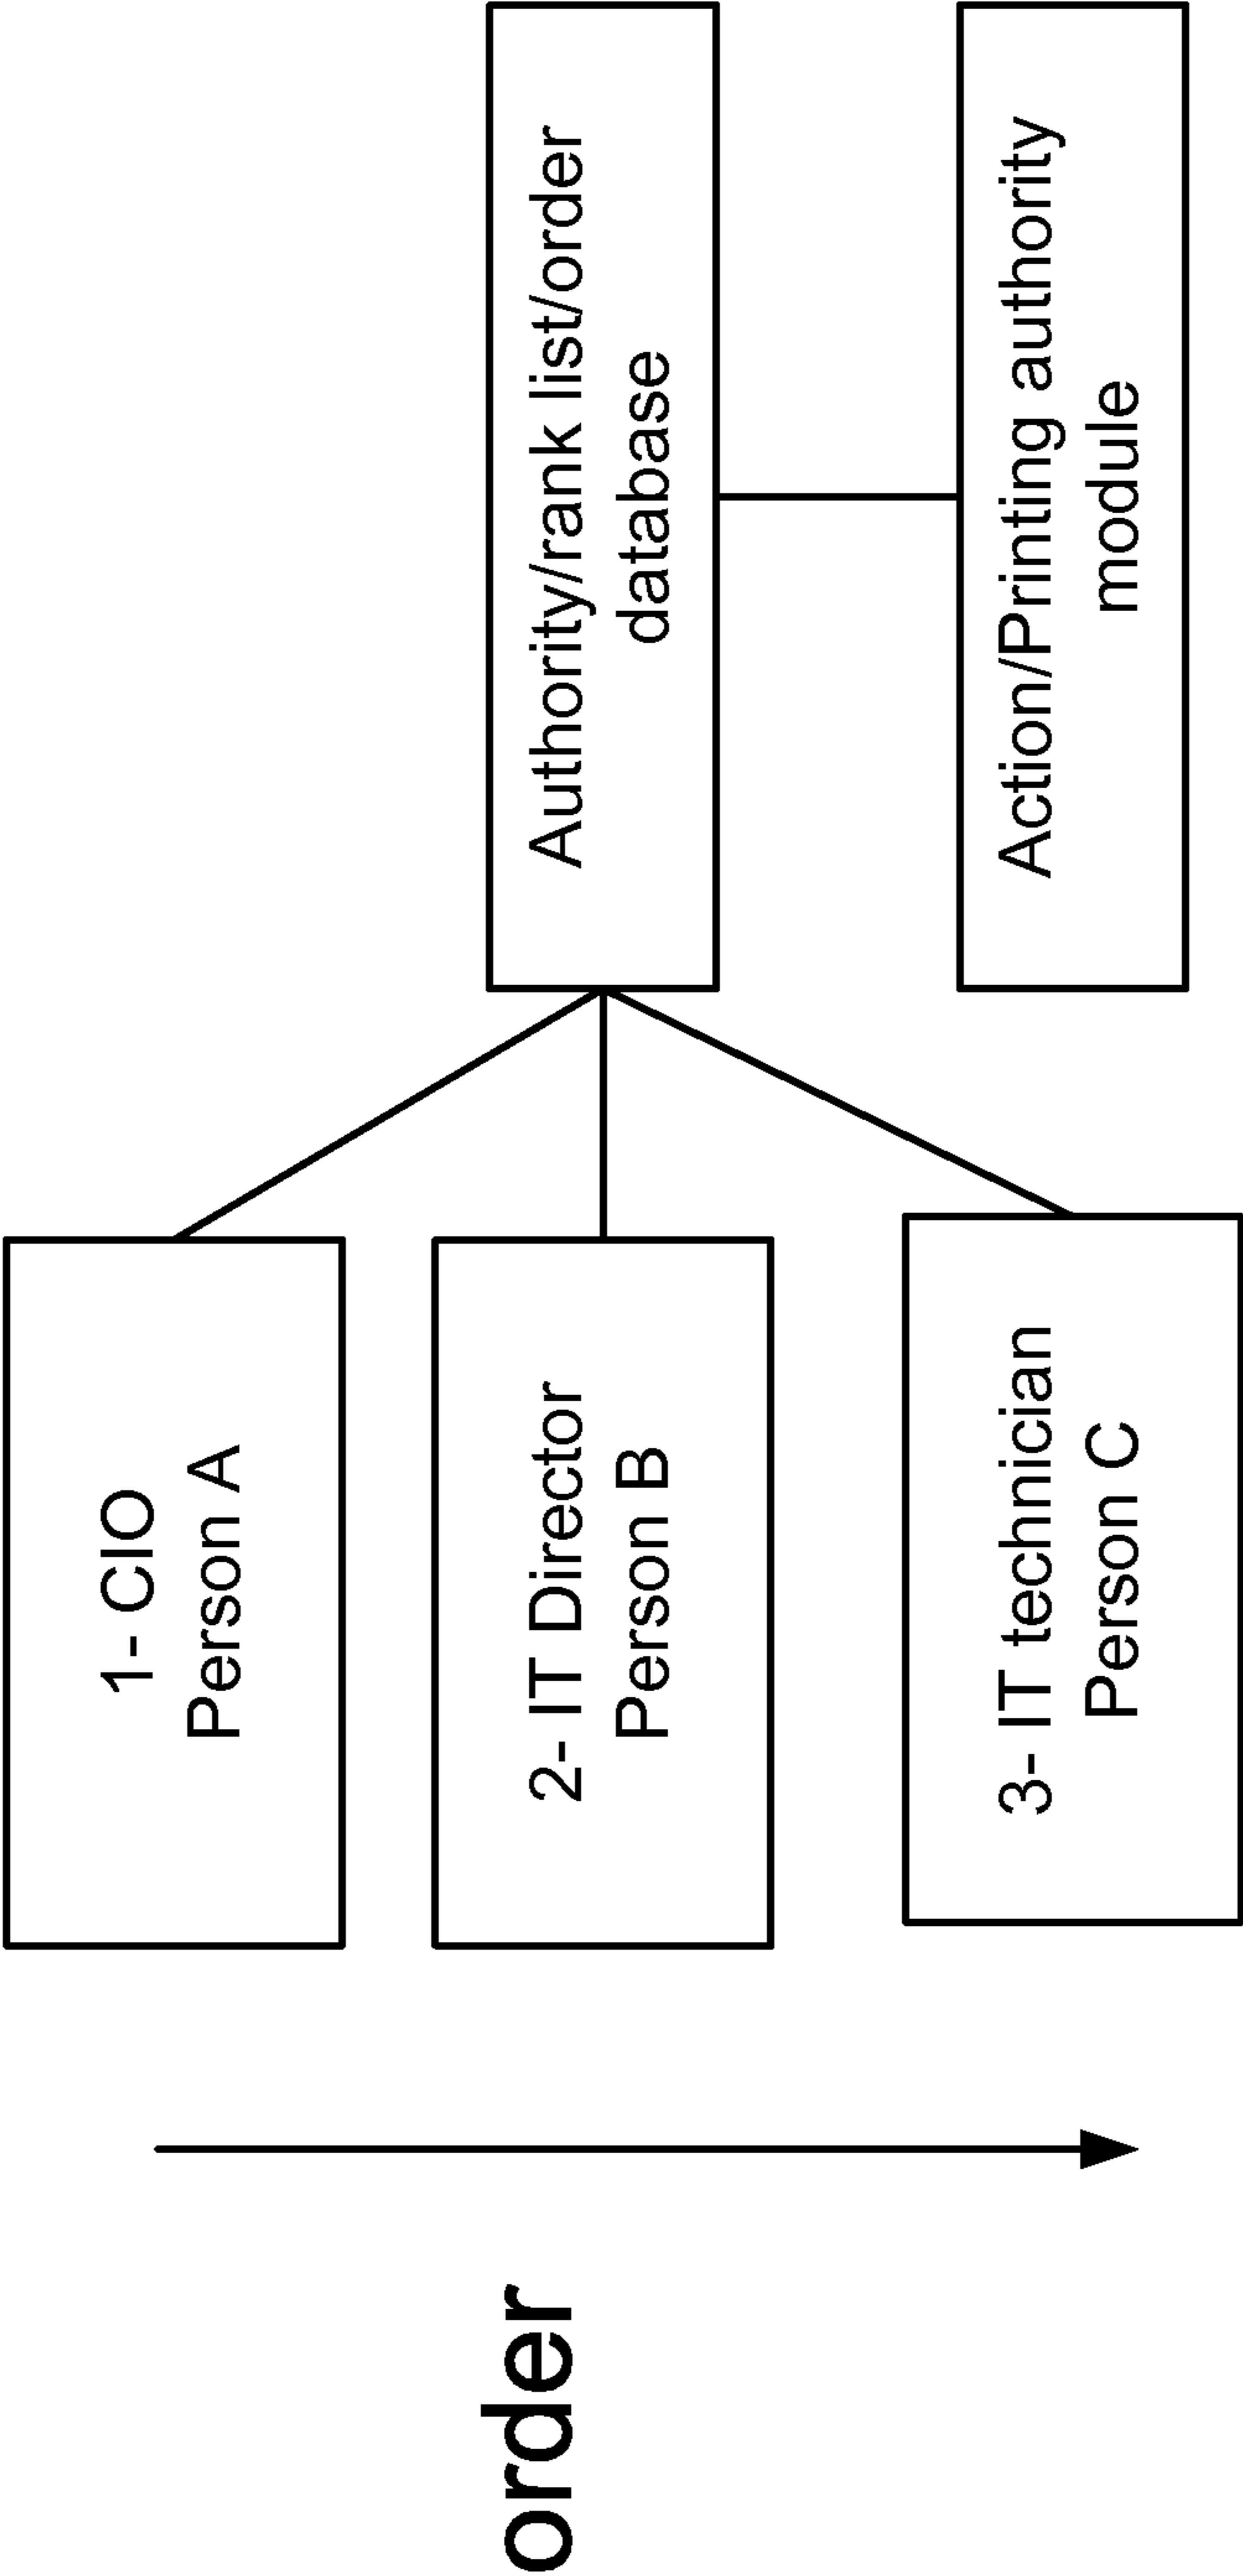 order
1- CIO
Person A
2- IT Director
Person B
3- IT technician
Person C
Authority/rank list/order
database
Action/Printing authority
module